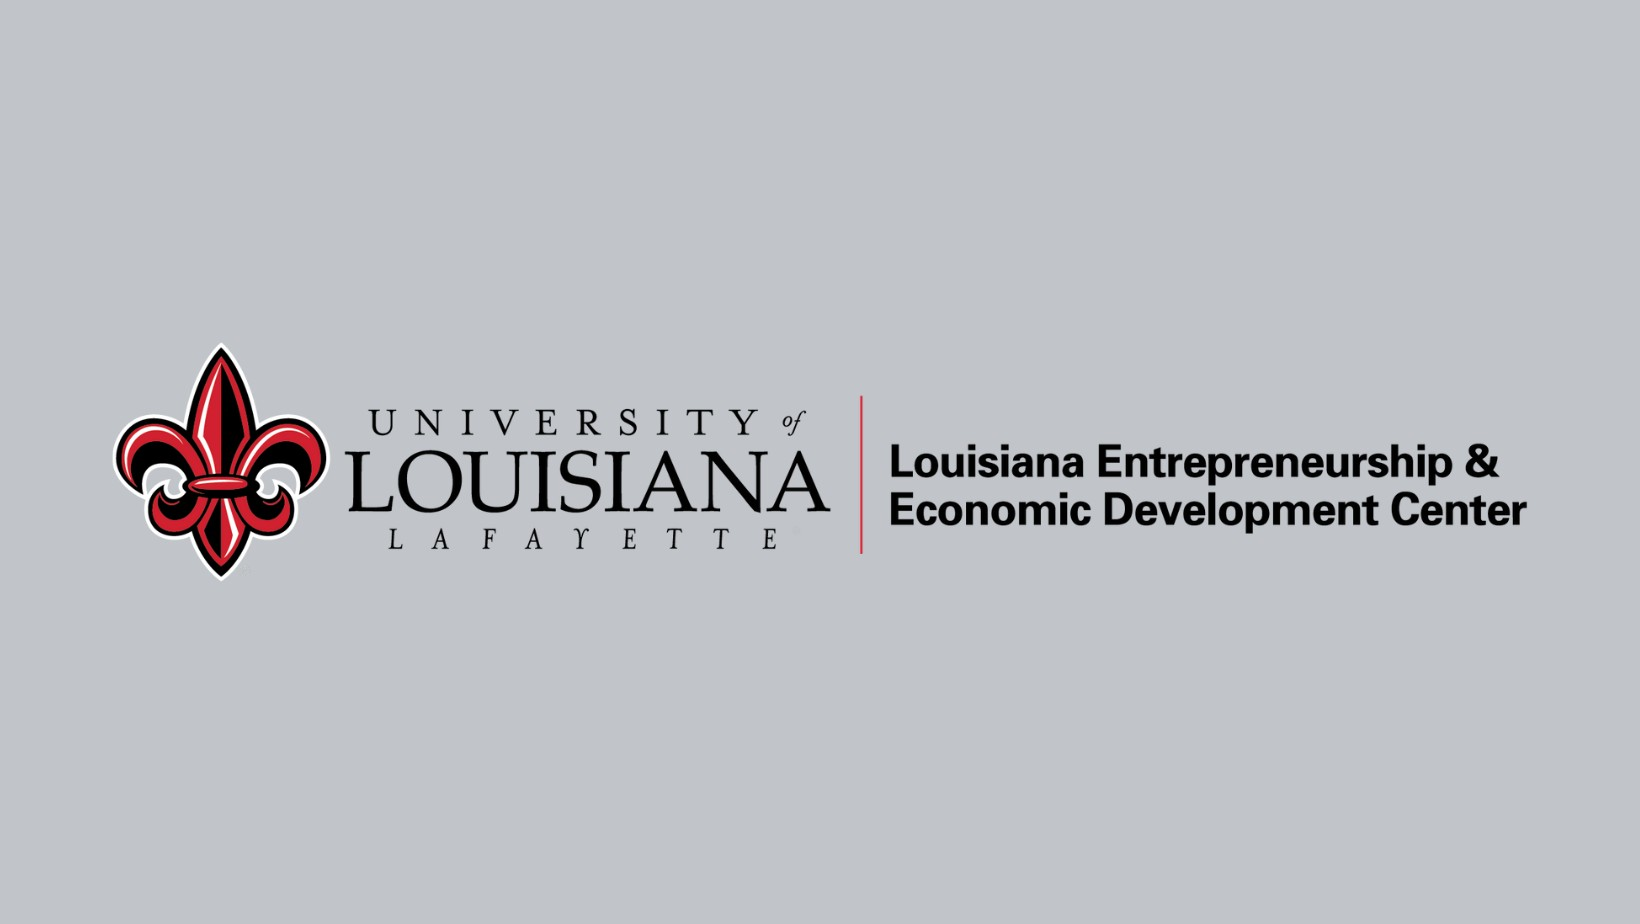 UNIVERSITY of
LOUISIANA
LAFAYETTE
Louisiana Entrepreneurship &
Economic Development Center